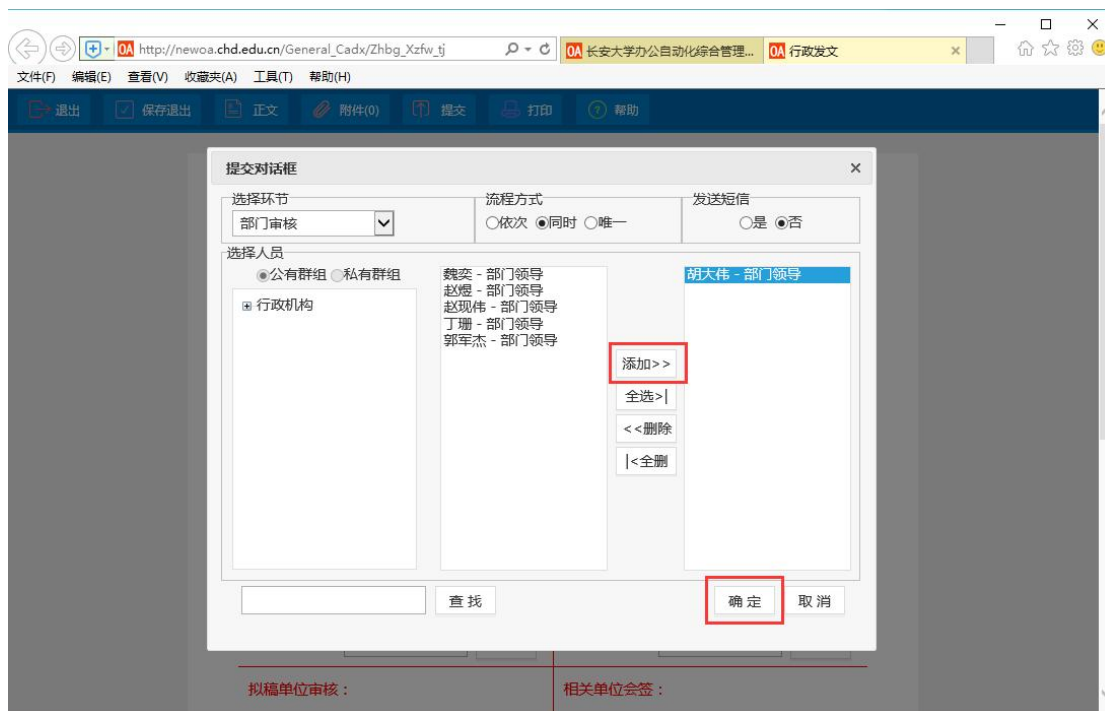 http://newoa.chd.edu.cn/General_Cadx/Zhbg_Xzfw_tj
OA 长安大学办公自动化综合管理...
OA 行政发文
文件(F) 编辑(E) 查看(V) 收藏夹(A) 工具(T) 帮助(H)
退出 保存退出 正文 附件(0) 提交 打印 帮助
提交对话框
选择环节
部门审核
流程方式
依次 同时 唯一
发送短信
是 否
选择人员
公有群组 私有群组
行政机构
魏奕 - 部门领导
赵煜 - 部门领导
赵现伟 - 部门领导
丁珊 - 部门领导
郭军杰 - 部门领导
添加>>
全选>|
<<删除
|<全删
胡大伟 - 部门领导
查找
确定 取消
拟稿单位审核：
相关单位会签：